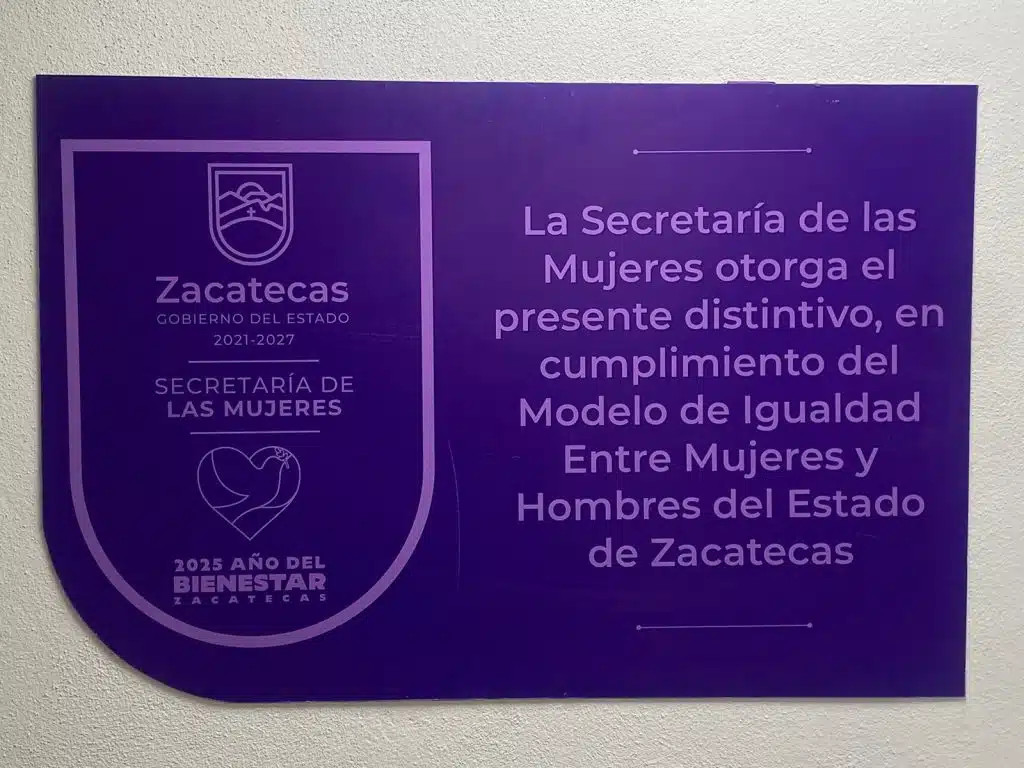 Zacatecas
GOBIERNO DEL ESTADO
2021-2027
SECRETARÍA DE
LAS MUJERES
2025 AÑO DEL
BIENESTAR
ZACATECAS
La Secretaría de las
Mujeres otorga el
presente distintivo, en
cumplimiento del
Modelo de Igualdad
Entre Mujeres y
Hombres del Estado
de Zacatecas